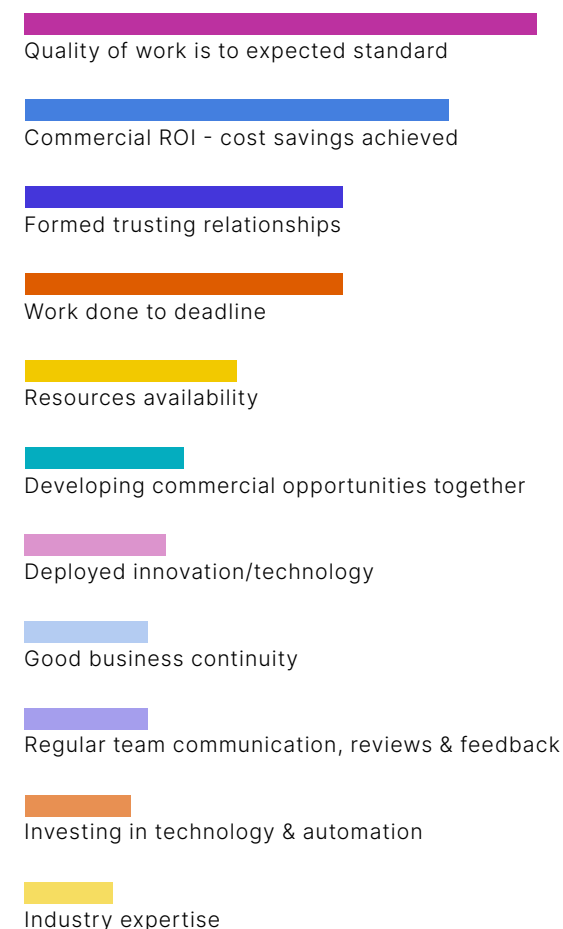 Quality of work is to expected standard
Commercial ROI - cost savings achieved
Formed trusting relationships
Work done to deadline
Resources availability
Developing commercial opportunities together
Deployed innovation/technology
Good business continuity
Regular team communication, reviews & feedback
Investing in technology & automation
Industry expertise